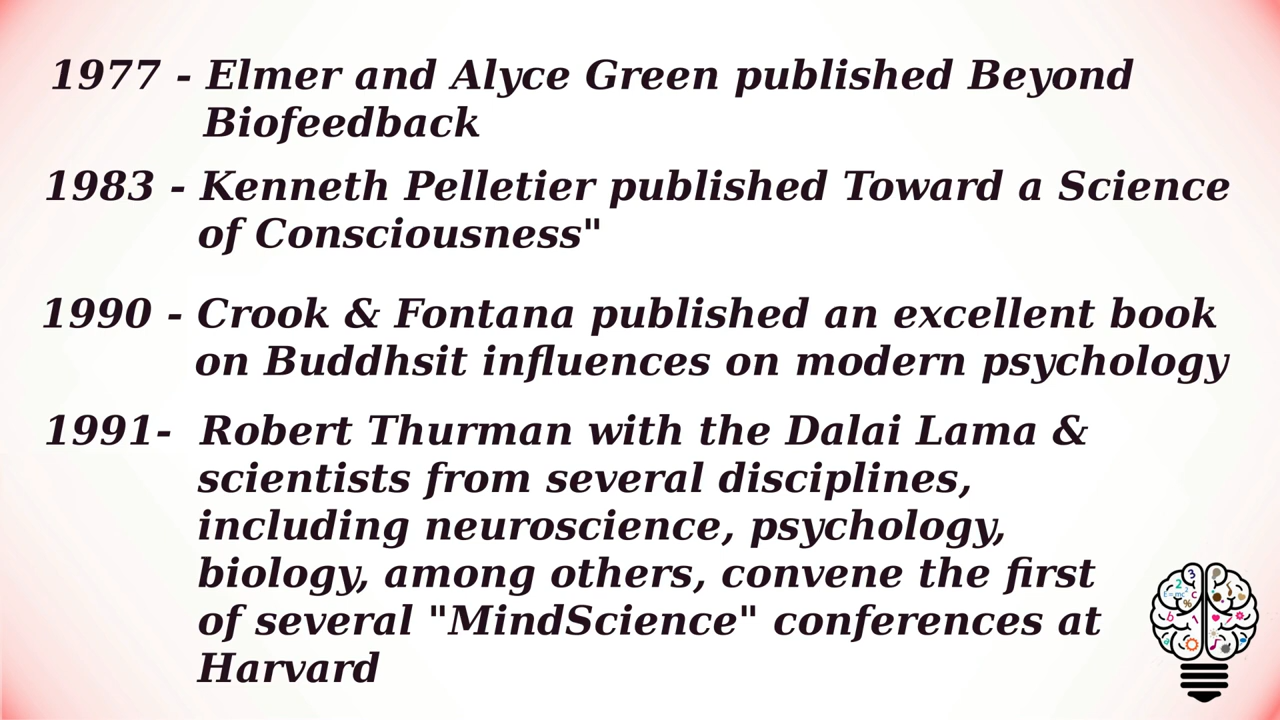 1977 - Elmer and Alyce Green published Beyond
Biofeedback
1983 - Kenneth Pelletier published Toward a Science
of Consciousness"
1990 - Crook & Fontana published an excellent book
on Buddhsit influences on modern psychology
1991- Robert Thurman with the Dalai Lama &
scientists from several disciplines,
including neuroscience, psychology,
biology, among others, convene the first
of several "MindScience" conferences at
Harvard